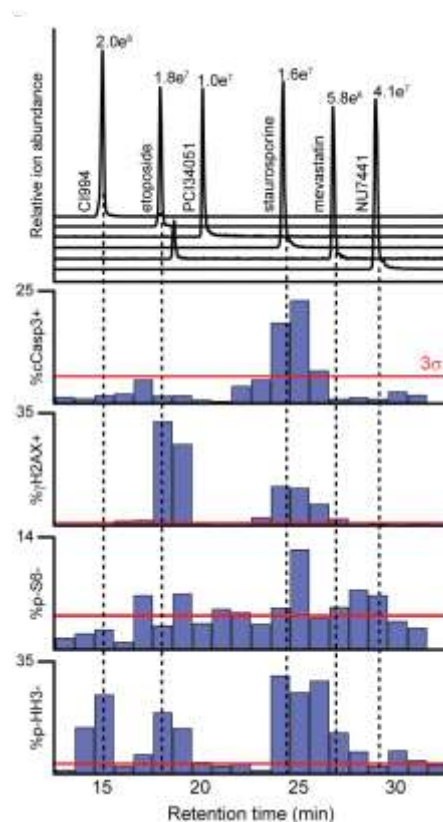 2.0e⁹
1.8e⁷
1.0e⁷
1.6e⁷
5.8e⁶
4.1e⁷
Relative ion abundance
CI994
etoposide
PCI34051
staurosporine
mevastatin
NU7441
25
%cCasp3+
3σ
35
%γH2AX+
14
%p-S6-
35
%p-HH3-
15 20 25 30
Retention time (min)